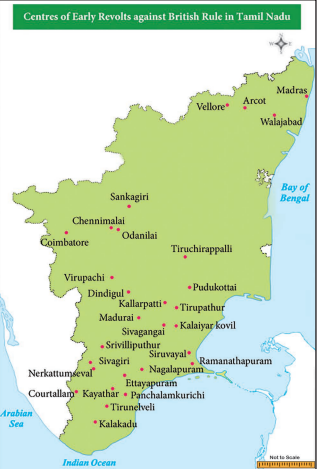 Centres of Early Revolts against British Rule in Tamil Nadu
N
W
E
S
Madras
Vellore
Arcot
Walajabad
Bay of
Bengal
Sankagiri
Chennimalai
Odanilai
Coimbatore
Tiruchirappalli
Virupachi
Pudukottai
Dindigul
Kallarpatti
Tirupathur
Madurai
Sivagangai
Kalaiyar kovil
Srivilliputhur
Siruvayal
Ramanathapuram
Sivagiri
Nerkattumseval
Nagalapuram
Ettayapuram
Courtallam
Kayathar
Panchalamkurichi
Tirunelveli
Arabian
Sea
Kalakadu
Indian Ocean
Not to Scale